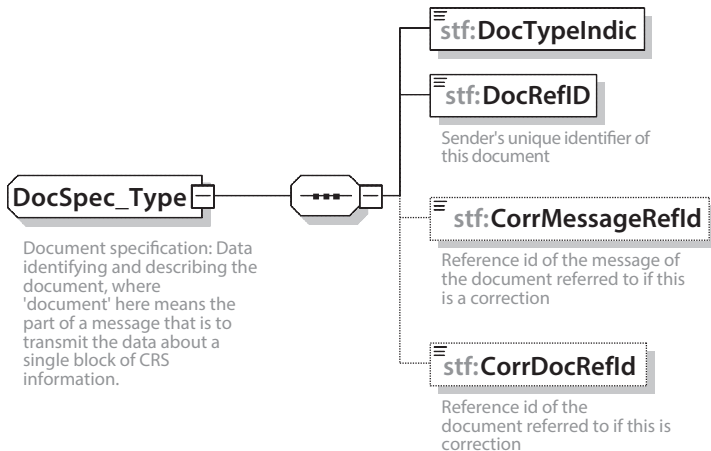 stf:DocTypeIndic
stf:DocRefID
Sender's unique identifier of
this document
DocSpec_Type
Document specification: Data
identifying and describing the
document, where
'document' here means the
part of a message that is to
transmit the data about a
single block of CRS
information.
stf:CorrMessageRefId
Reference id of the message of
the document referred to if this
is a correction
stf:CorrDocRefId
Reference id of the
document referred to if this is
correction